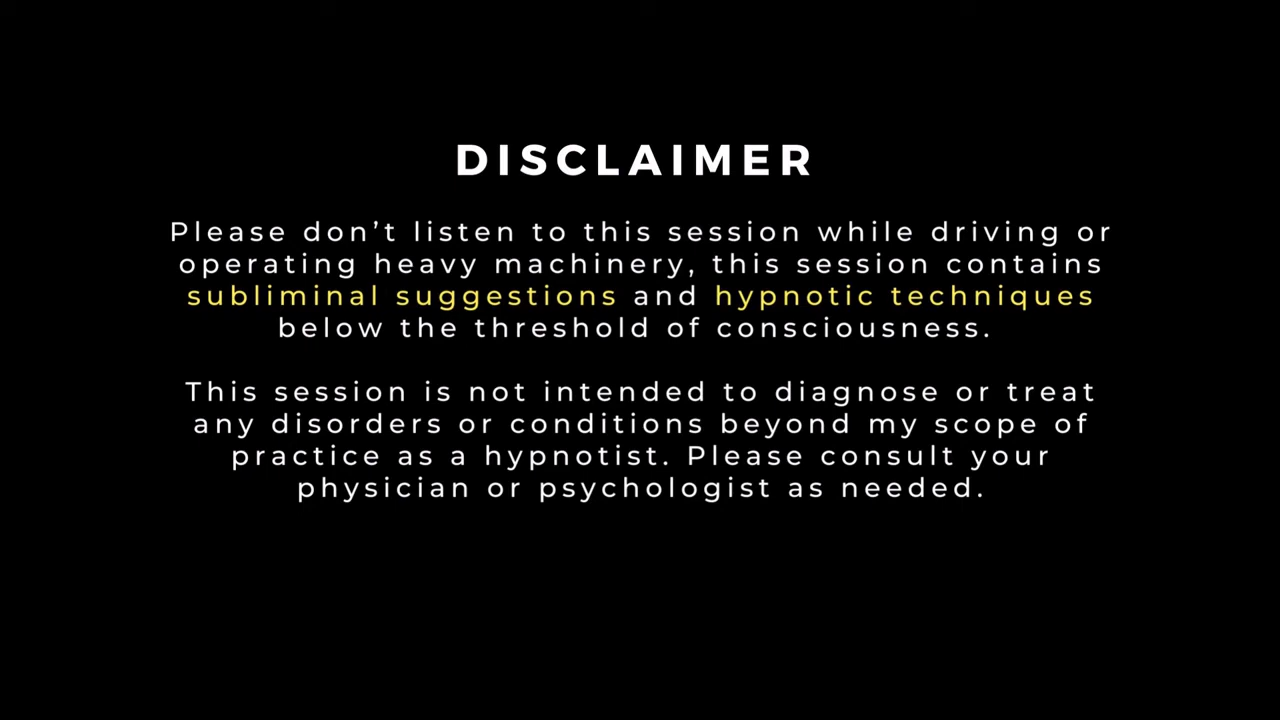 DISCLAIMER
Please don’t listen to this session while driving or
operating heavy machinery, this session contains
subliminal suggestions and hypnotic techniques
below the threshold of consciousness.
This session is not intended to diagnose or treat
any disorders or conditions beyond my scope of
practice as a hypnotist. Please consult your
physician or psychologist as needed.